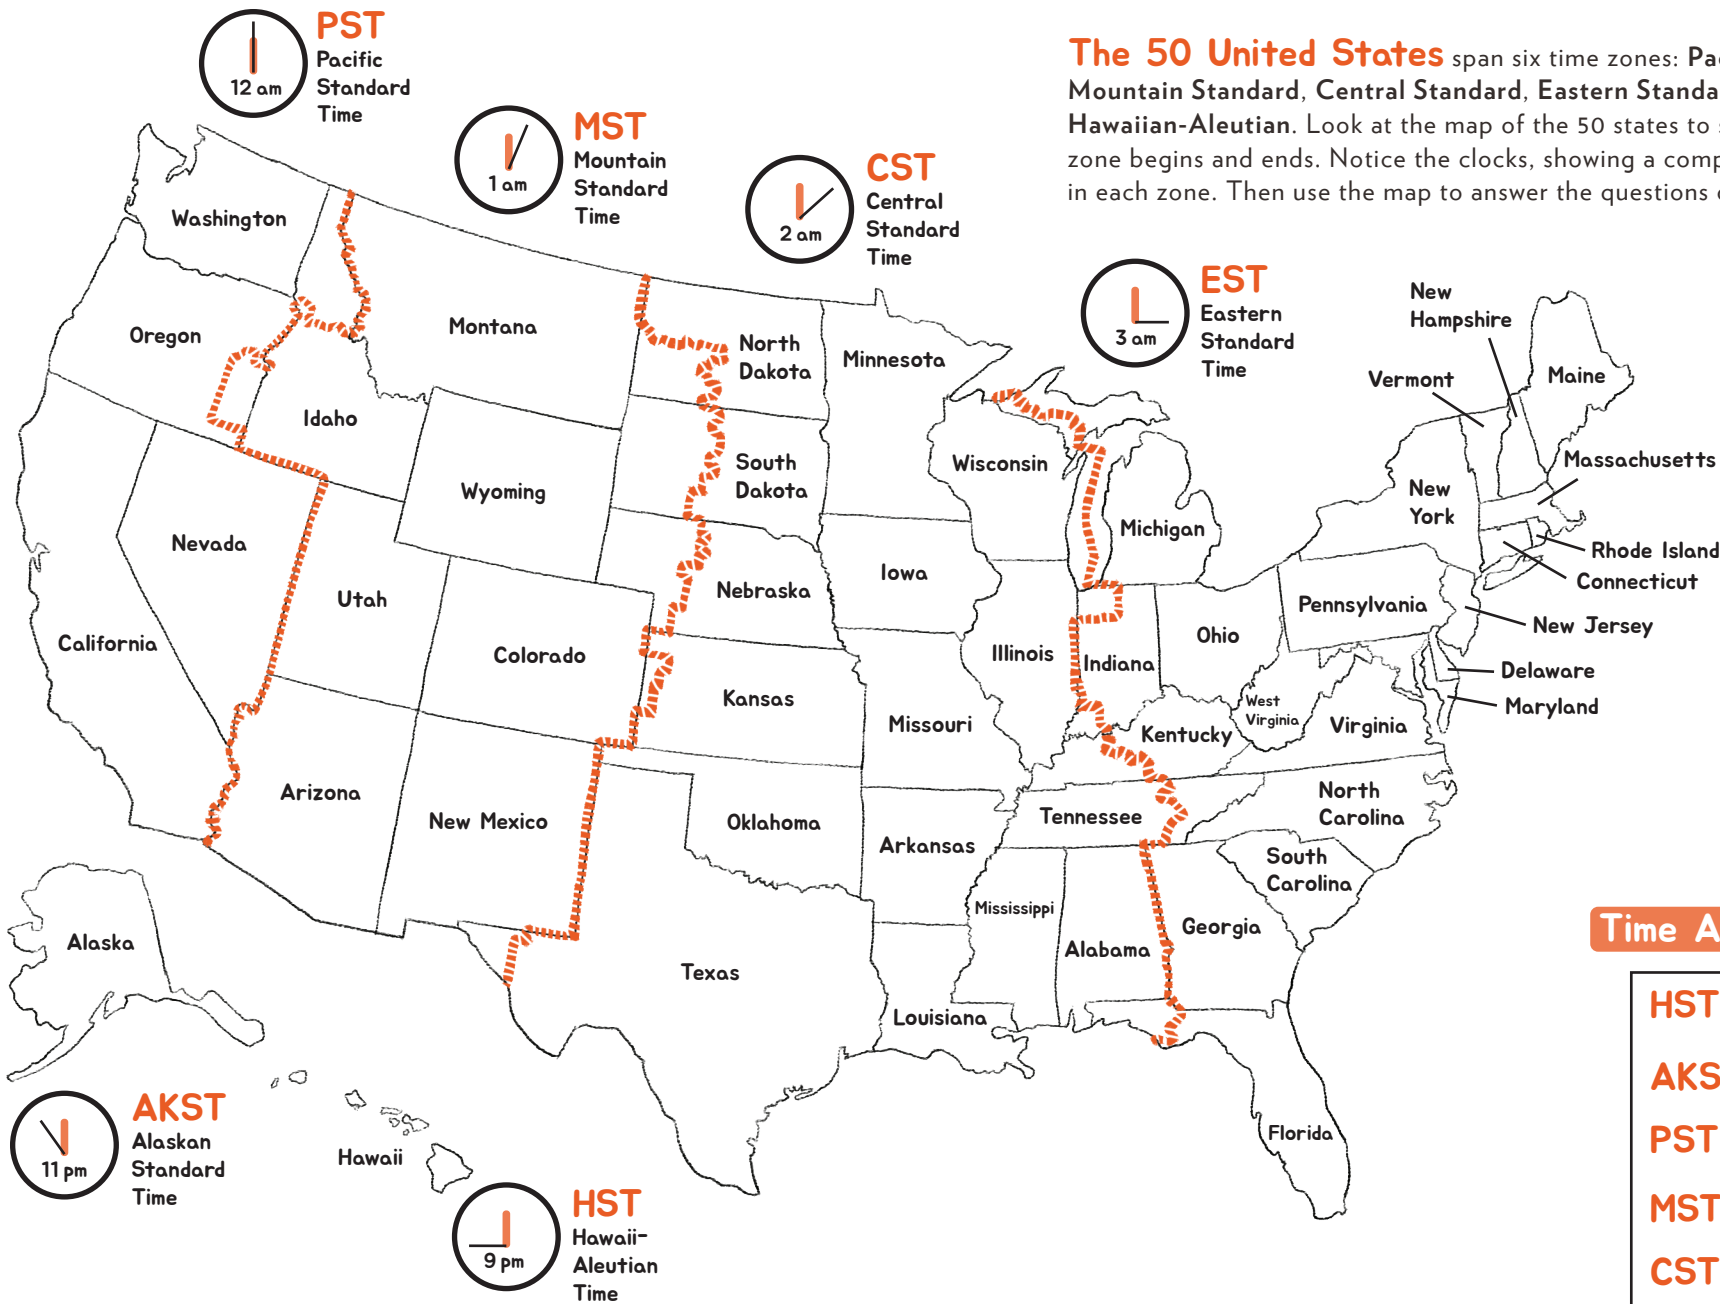 PST
Pacific
Standard
Time
12 am
The 50 United States span six time zones:
Mountain Standard, Central Standard, Eastern
Hawaiian-Aleutian. Look at the map of the 50 states to
zone begins and ends. Notice the clocks, showing a
in each zone. Then use the map to answer the questions
MST
Mountain
Standard
Time
1 am
CST
Central
Standard
Time
2 am
EST
Eastern
Standard
Time
3 am
Washington
Oregon
Montana
Idaho
North
Dakota
Minnesota
South
Dakota
Wisconsin
Wyoming
Nevada
Utah
California
Colorado
Nebraska
Iowa
Kansas
Missouri
Illinois
Indiana
Michigan
Ohio
Kentucky
West
Virginia
Virginia
Pennsylvania
New
York
Vermont
New
Hampshire
Maine
Massachusetts
Rhode Island
Connecticut
New Jersey
Delaware
Maryland
Arizona
New Mexico
Oklahoma
Arkansas
Tennessee
North
Carolina
South
Carolina
Mississippi
Alabama
Georgia
Texas
Louisiana
Florida
Alaska
Hawaii
AKST
Alaskan
Standard
Time
11 pm
HST
Hawaii-
Aleutian
Time
9 pm
Time
HST
PST
MST
CST